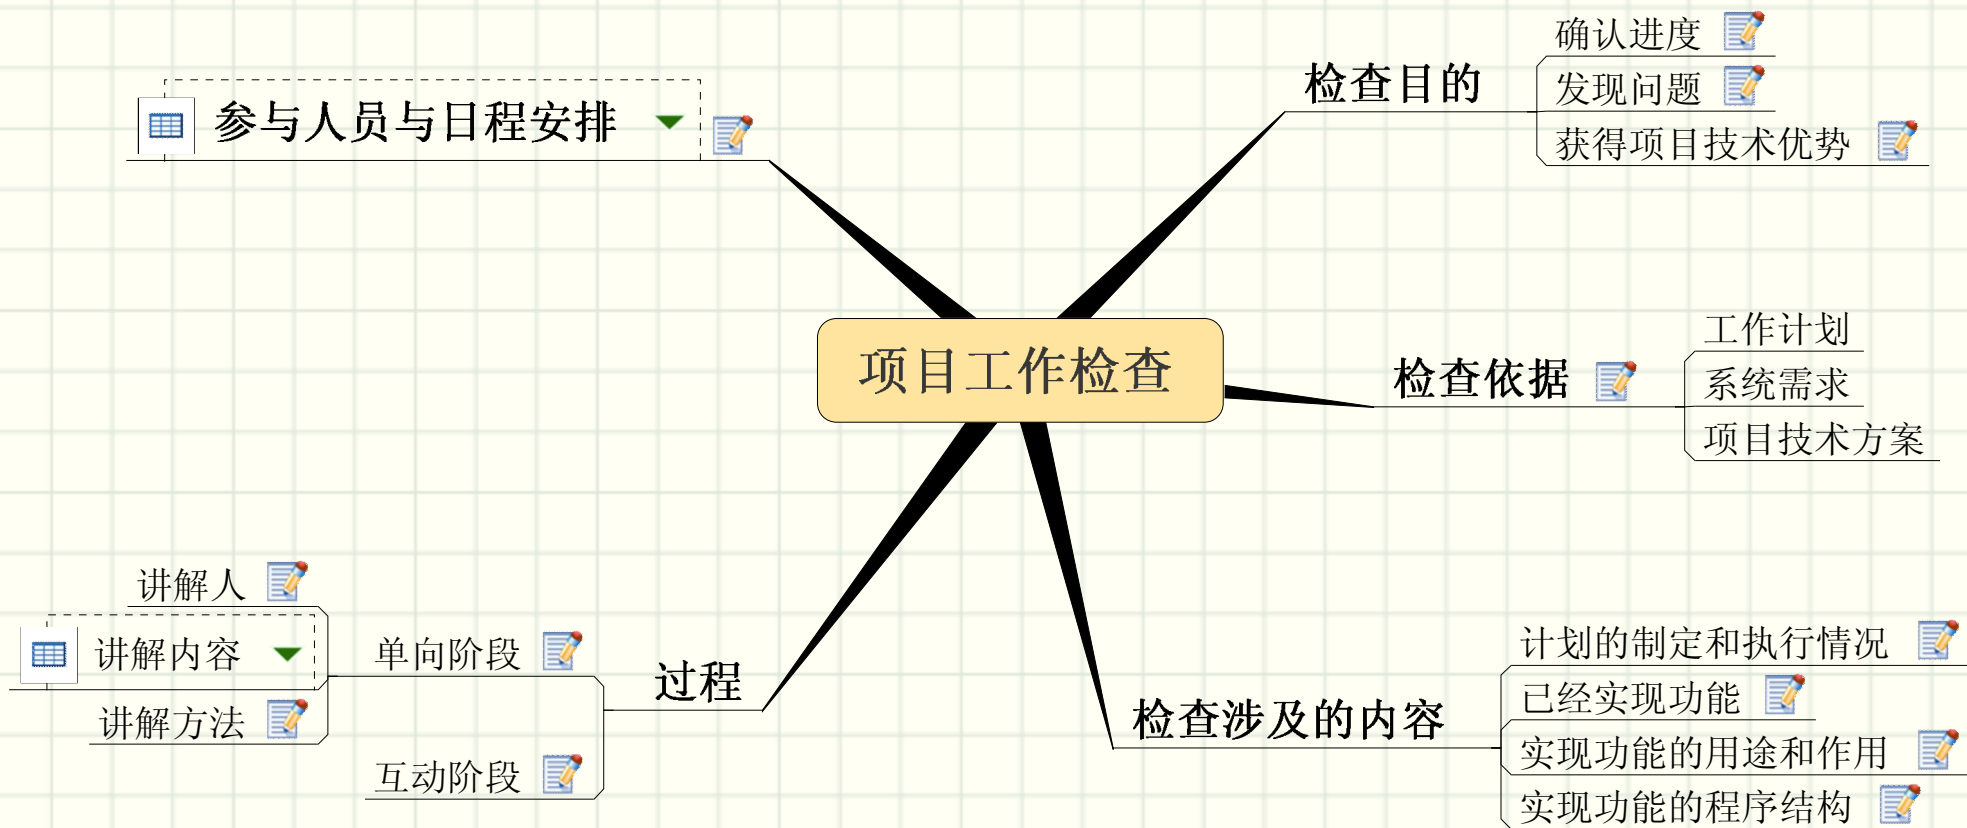 项目工作检查
检查目的
确认进度
发现问题
获得项目技术优势
检查依据
工作计划
系统需求
项目技术方案
检查涉及的内容
计划的制定和执行情况
已经实现功能
实现功能的用途和作用
实现功能的程序结构
过程
单向阶段
讲解人
讲解内容
讲解方法
互动阶段
参与人员与日程安排